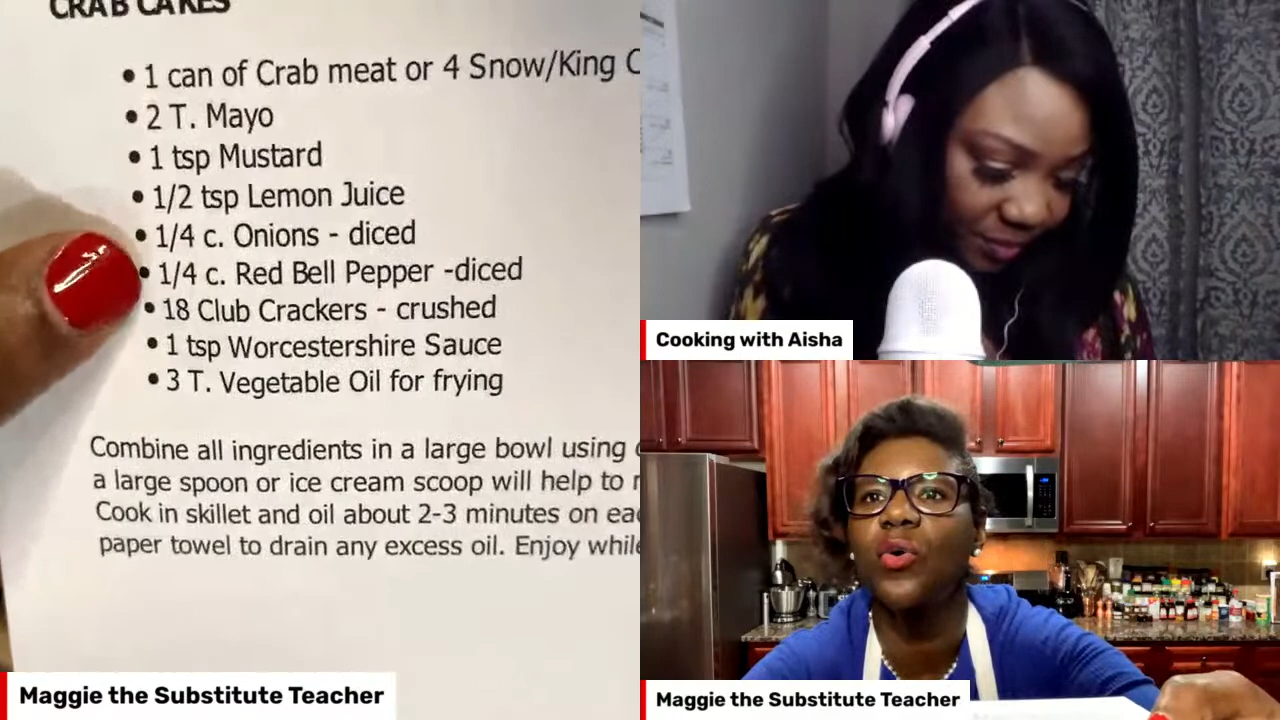 CRAB CAKES
• 1 can of Crab meat or 4 Snow/King
• 2 T. Mayo
• 1 tsp Mustard
• 1/2 tsp Lemon Juice
• 1/4 c. Onions - diced
• 1/4 c. Red Bell Pepper -diced
• 18 Club Crackers - crushed
• 1 tsp Worcestershire Sauce
• 3 T. Vegetable Oil for frying
Combine all ingredients in a large bowl using
a large spoon or ice cream scoop will help to
Cook in skillet and oil about 2-3 minutes on
paper towel to drain any excess oil. Enjoy
Maggie the Substitute Teacher
Cooking with Aisha
Maggie the Substitute Teacher